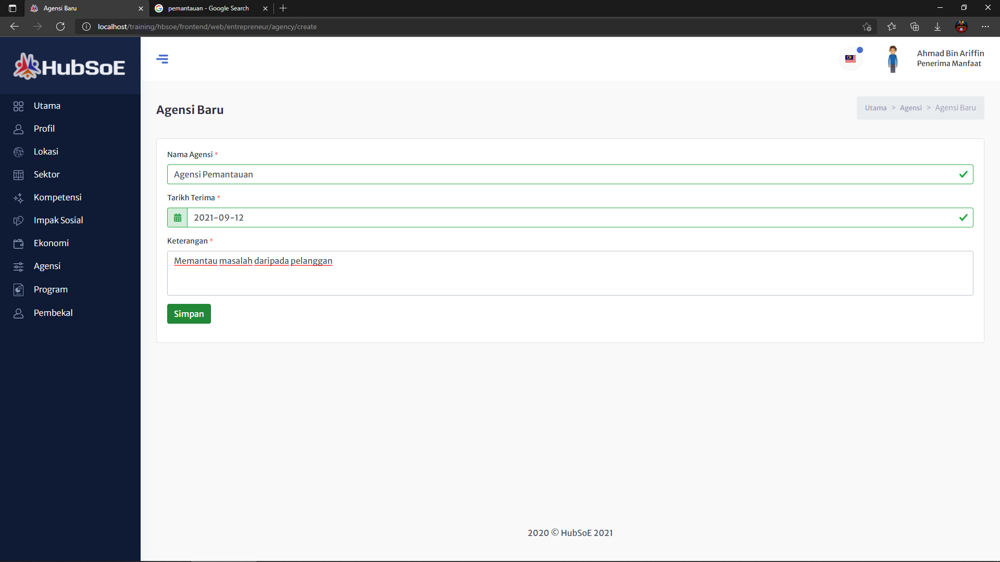 Agensi Baru
pemantauan - Google Search
localhost/training/hbsoe/frontend/web/entrepreneur/agency/create
HubSoE
Ahmad Bin Ariffin
Penerima Manfaat
Utama
Profil
Lokasi
Sektor
Kompetensi
Impak Sosial
Ekonomi
Agensi
Program
Pembekal
Agensi Baru
Utama > Agensi > Agensi Baru
Nama Agensi *
Agensi Pemantauan
Tarikh Terima *
2021-09-12
Keterangan *
Memantau masalah daripada pelanggan
Simpan
2020 © HubSoE 2021